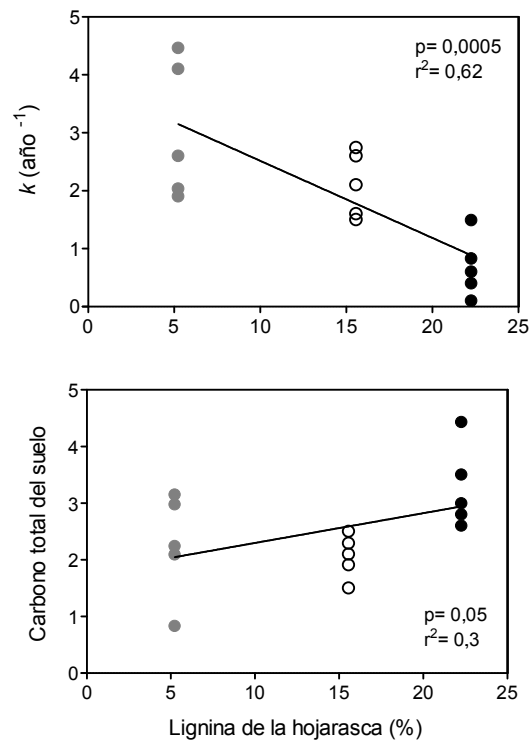 5
4
3
2
1
0
k (año -1)
p= 0,0005
r2= 0,62
0 5 10 15 20 25
5
4
3
2
1
0
Carbono total del suelo
p= 0,05
r2= 0,3
0 5 10 15 20 25
Lignina de la hojarasca (%)